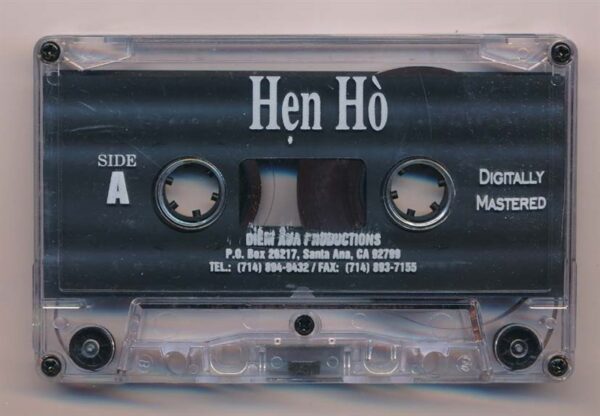 Hẹn Hò
SIDE
A
DIGITALLY
MASTERED
DIỄM XƯA PRODUCTIONS
P.O. Box 26217, Santa Ana, CA 92799
TEL.: (714) 894-9432 / FAX: (714) 893-7155